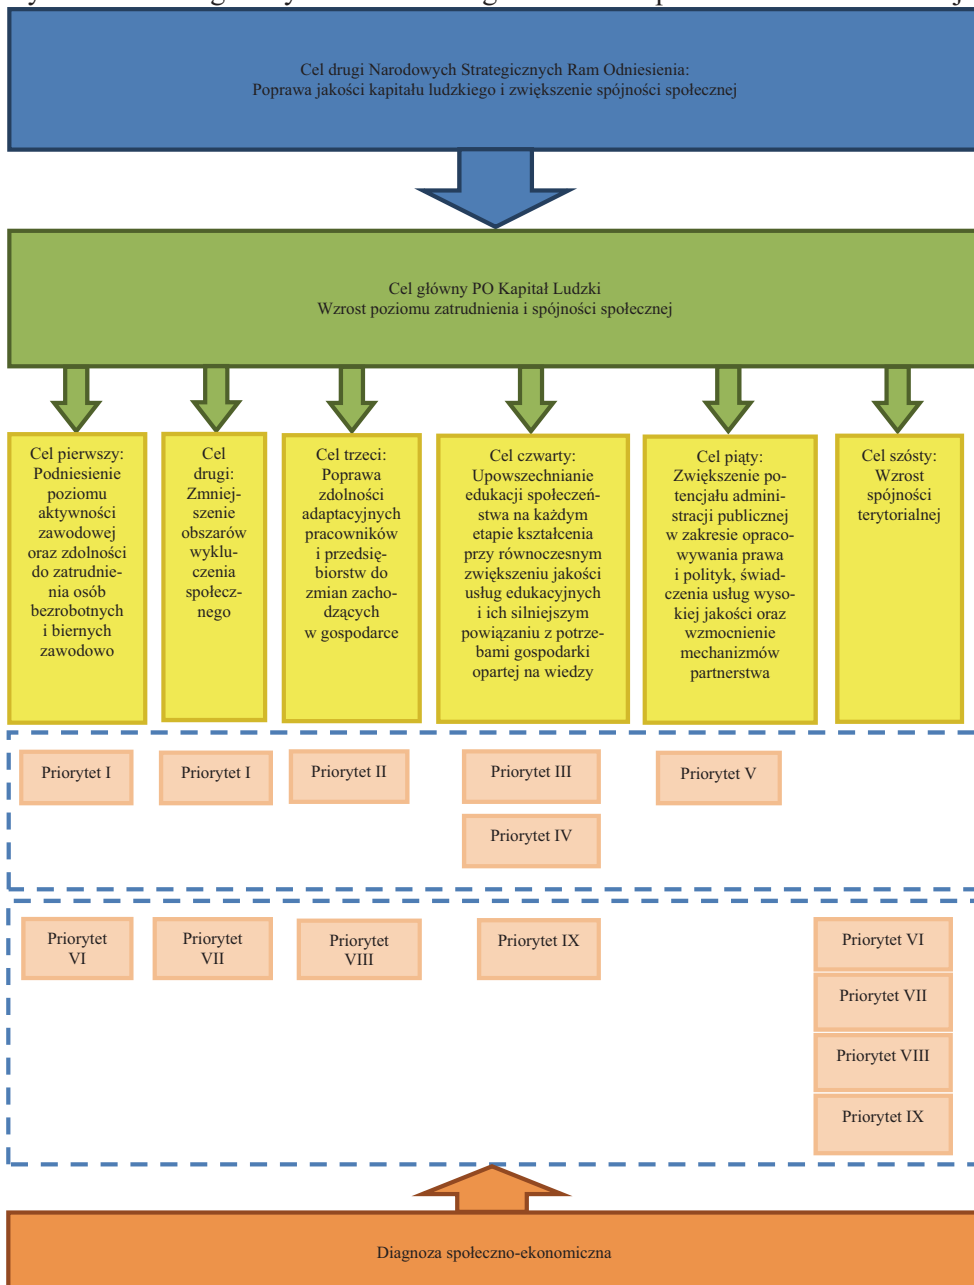 Cel drugi Narodowych Strategicznych Ram Odniesienia:
Poprawa jakości kapitału ludzkiego i zwiększenie spójności społecznej
Cel główny PO Kapitał Ludzki
Wzrost poziomu zatrudnienia i spójności społecznej
Cel pierwszy:
Podniesienie
poziomu
aktywności
zawodowej
oraz zdolności
do zatrudnie-
nia osób
bezrobotnych
i biernych
zawodowo
Cel
drugi:
Zmniej-
szenie
obszarów
wyklu-
czenia
społecz-
nego
Cel trzeci:
Poprawa
zdolności
adaptacyjnych
pracowników
i przedsię-
biorstw do
zmian zacho-
dzących
w gospodarce
Cel czwarty:
Upowszechnianie
edukacji społeczeń-
stwa na każdym
etapie kształcenia
przy równoczesnym
zwiększeniu jakości
usług edukacyjnych
i ich silniejszym
powiązaniu z potrze-
bami gospodarki
opartej na wiedzy
Cel piąty:
Zwiększenie po-
tencjału admini-
stracji publicznej
w zakresie opraco-
wywania prawa
i polityk, świad-
czenia usług wyso-
kiej jakości oraz
wzmocnienie
mechanizmów
partnerstwa
Cel szósty:
Wzrost
spójności
terytorialnej
Priorytet I
Priorytet I
Priorytet II
Priorytet III
Priorytet V
Priorytet IV
Priorytet
VI
Priorytet
VII
Priorytet
VIII
Priorytet IX
Priorytet VI
Priorytet VII
Priorytet VIII
Priorytet IX
Diagnoza społeczno-ekonomiczna